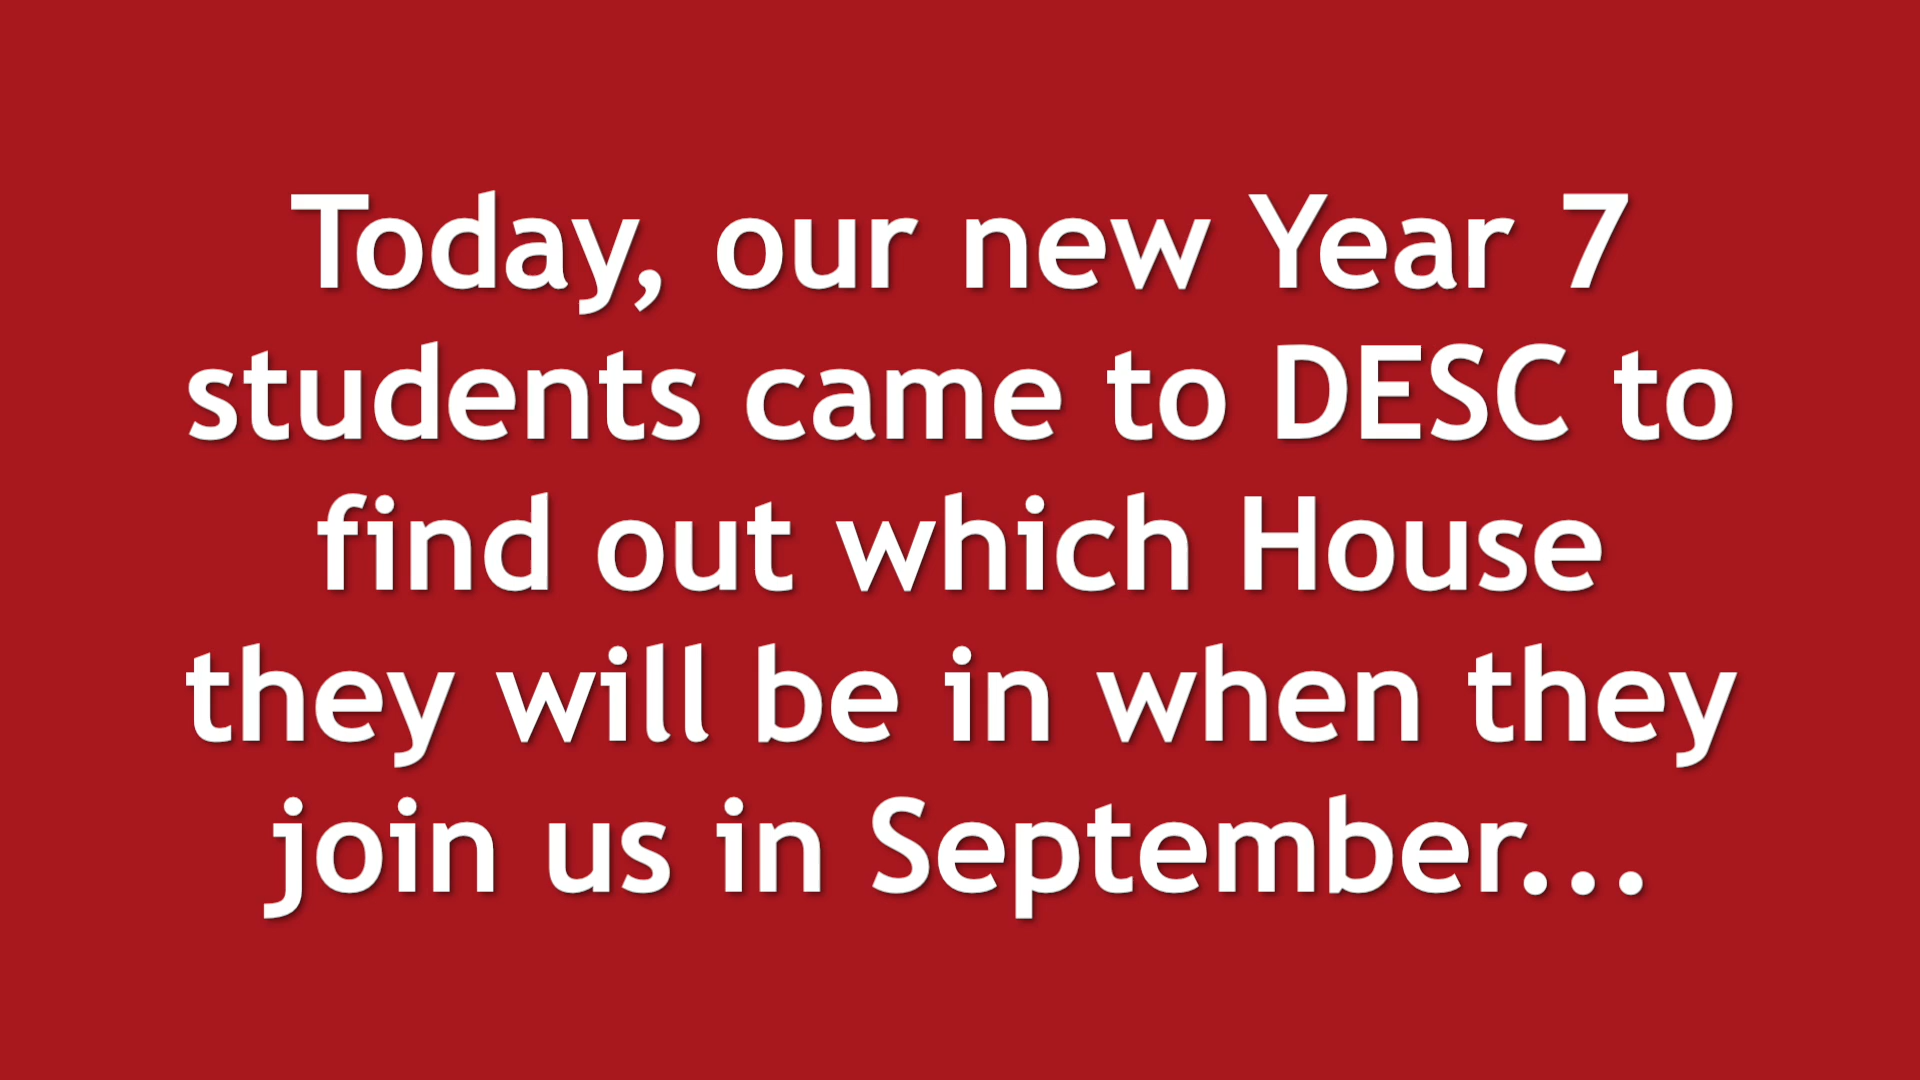 Today, our new Year 7
students came to DESC to
find out which House
they will be in when they
join us in September...